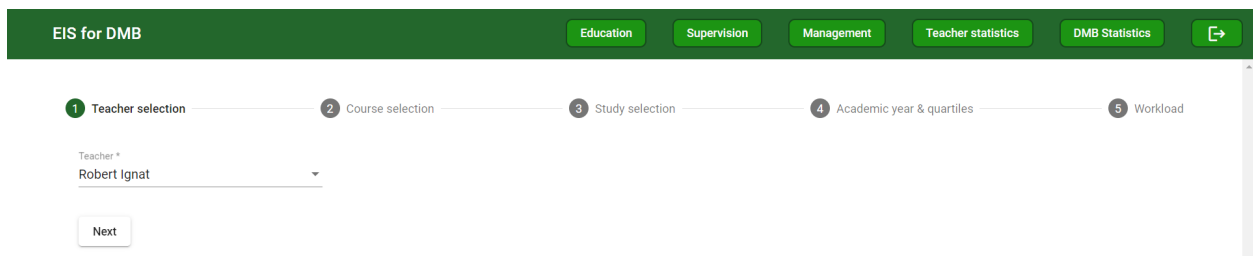 EIS for DMB Education Supervision Management Teacher statistics DMB Statistics
1 Teacher selection 2 Course selection 3 Study selection 4 Academic year & quartiles 5 Workload
Teacher *
Robert Ignat
Next